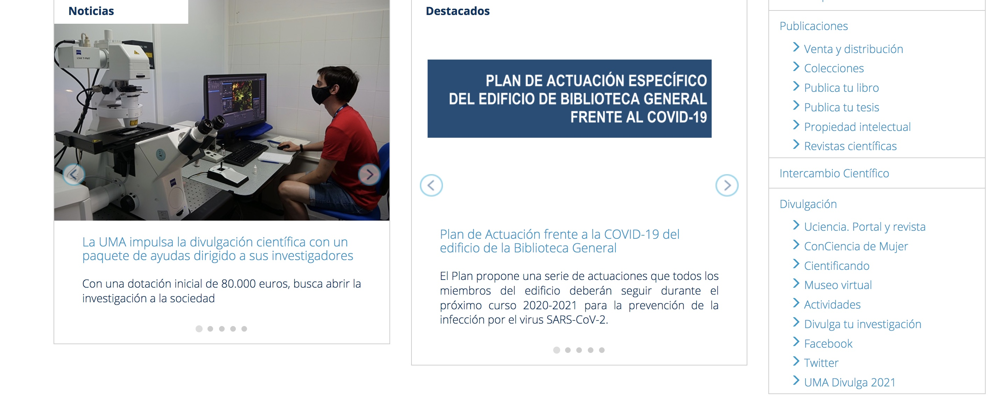 Noticias
ZEISS
LSM T-PMT
La UMA impulsa la divulgación científica con un
paquete de ayudas dirigido a sus investigadores
Con una dotación inicial de 80.000 euros, busca abrir la
investigación a la sociedad
Destacados
PLAN DE ACTUACIÓN ESPECÍFICO
DEL EDIFICIO DE BIBLIOTECA GENERAL
FRENTE AL COVID-19
Plan de Actuación frente a la COVID-19 del
edificio de la Biblioteca General
El Plan propone una serie de actuaciones que todos los
miembros del edificio deberán seguir durante el
próximo curso 2020-2021 para la prevención de la
infección por el virus SARS-CoV-2.
Publicaciones
Venta y distribución
Colecciones
Publica tu libro
Publica tu tesis
Propiedad intelectual
Revistas científicas
Intercambio Científico
Divulgación
Uciencia. Portal y revista
ConCiencia de Mujer
Cientificando
Museo virtual
Actividades
Divulga tu investigación
Facebook
Twitter
UMA Divulga 2021